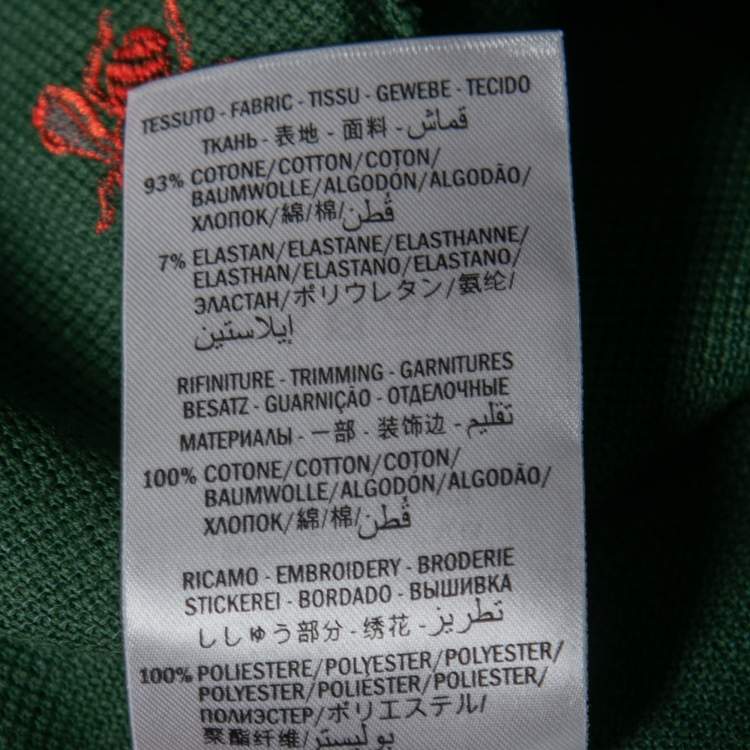 TESSUTO - FABRIC - TISSU - GEWEBE - TECIDO
ТКАНЬ - 表地 - 面料 - قماش
93% COTONE/COTTON/COTON/
BAUMWOLLE/ALGODÓN/ALGODÃO/
ХЛОПОК/綿/棉/قُطن
7% ELASTAN/ELASTANE/ELASTHANNE/
ELASTHAN/ELASTANO/ELASTANO/
ЭЛАСТАН/ポリウレタン/氨纶/
إيلاستين
RIFINITURE - TRIMMING - GARNITURES
BESATZ - GUARNIÇÃO - ОТДЕЛОЧНЫЕ
МАТЕРИАЛЫ - 一部 - 装饰边 - تقليم
100% COTONE/COTTON/COTON/
BAUMWOLLE/ALGODÓN/ALGODÃO/
ХЛОПОК/綿/棉/قُطن
RICAMO - EMBROIDERY - BRODERIE
STICKEREI - BORDADO - ВЫШИВКА
ししゅう部分 - 绣花 - تطريز
100% POLIESTERE/POLYESTER/POLYESTER/
POLYESTER/POLIÉSTER/POLIÉSTER/
ПОЛИЭСТЕР/ポリエステル/
聚酯纤维/بوليستر